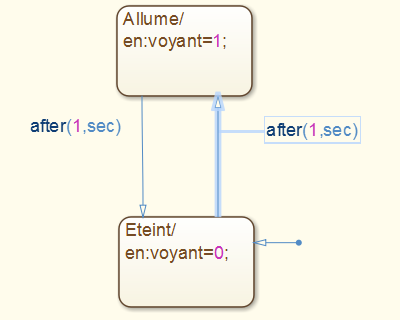 Allume/
en:voyant=1;
after(1,sec)
after(1,sec)
Eteint/
en:voyant=0;